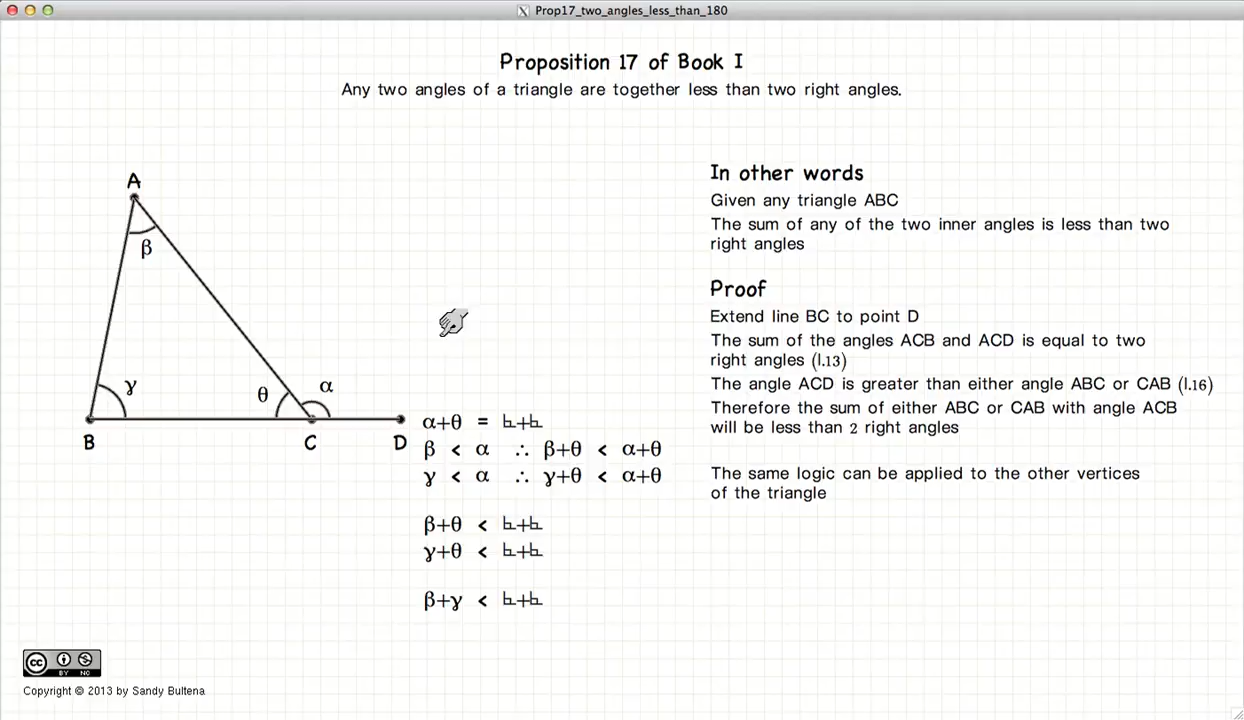 Prop17_two_angles_less_than_180
Proposition 17 of Book I
Any two angles of a triangle are together less than two right angles.
A
β
γ
θ
α
B
C
D
α+θ = ㅏ+ㅏ
β < α ∴ β+θ < α+θ
γ < α ∴ γ+θ < α+θ
β+θ < ㅏ+ㅏ
γ+θ < ㅏ+ㅏ
β+γ < ㅏ+ㅏ
In other words
Given any triangle ABC
The sum of any of the two inner angles is less than two
right angles
Proof
Extend line BC to point D
The sum of the angles ACB and ACD is equal to two
right angles (I.13)
The angle ACD is greater than either angle ABC or CAB (I.16)
Therefore the sum of either ABC or CAB with angle ACB
will be less than 2 right angles
The same logic can be applied to the other vertices
of the triangle
cc
BY NC
Copyright © 2013 by Sandy Bultena